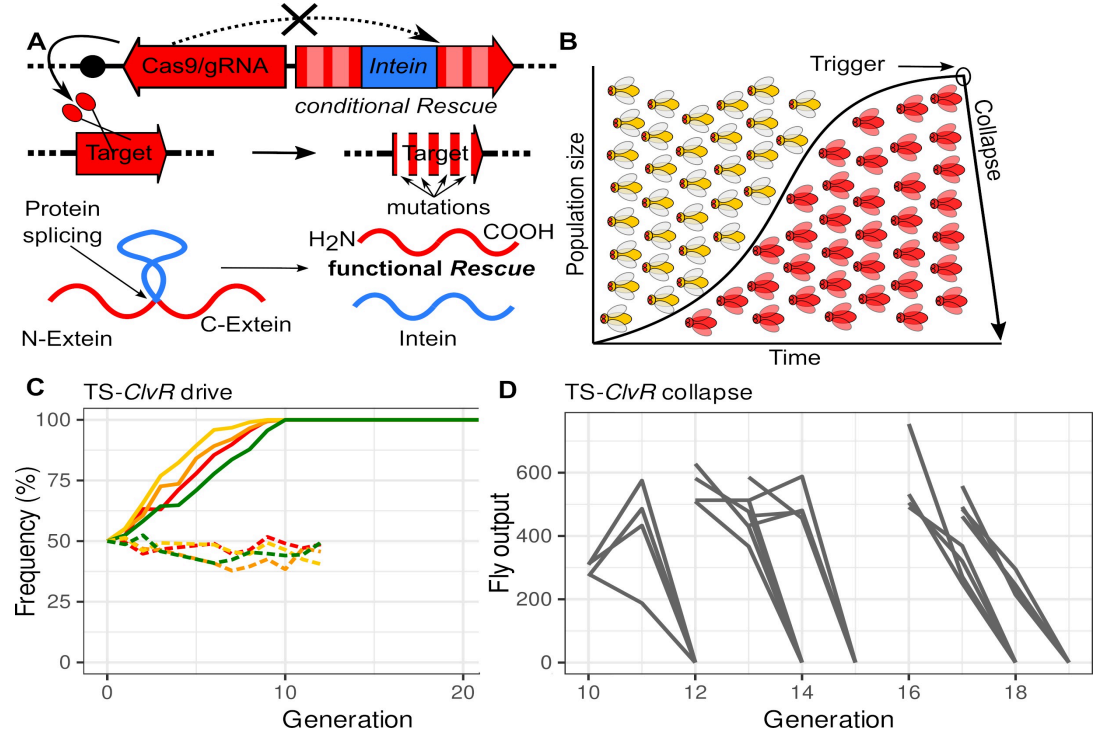 A
Cas9/gRNA
Intein
conditional Rescue
Target
Target
mutations
Protein
splicing
H2N
COOH
functional Rescue
N-Extein
C-Extein
Intein
B
Trigger
Collapse
Population size
Time
C
TS-ClvR drive
Frequency (%)
100
75
50
25
0
0
10
20
Generation
D
TS-ClvR collapse
Fly output
600
400
200
0
10
12
14
16
18
Generation